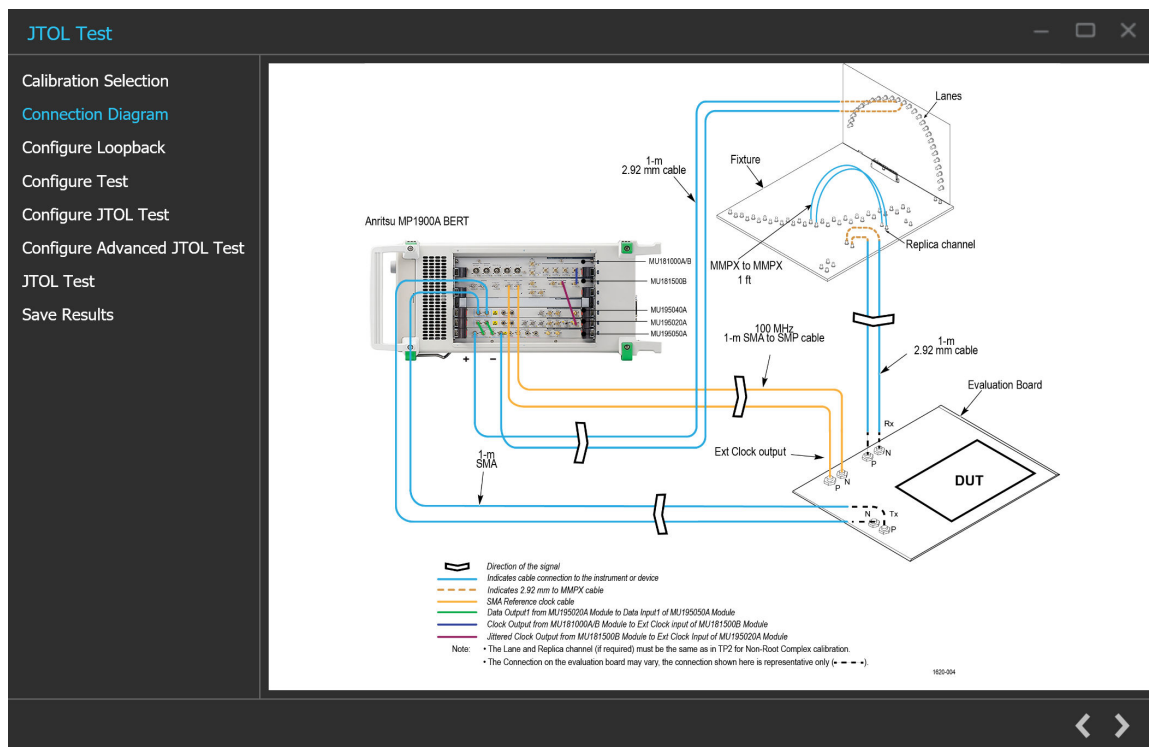 JTOL Test
Calibration Selection
Connection Diagram
Configure Loopback
Configure Test
Configure JTOL Test
Configure Advanced JTOL Test
JTOL Test
Save Results
Lanes
1-m
2.92 mm cable
Fixture
Anritsu MP1900A BERT
Replica channel
MU181000A/B
MMPX to MMPX
1 ft
MU181500B
MU195040A
MU195020A
MU195050A
100 MHz
1-m SMA to SMP cable
1-m
2.92 mm cable
+ –
Evaluation Board
Rx
Ext Clock output
N
P
N
P
DUT
1-m
SMA
N Tx
P
Direction of the signal
Indicates cable connection to the instrument or device
Indicates 2.92 mm to MMPX cable
SMA Reference clock cable
Data Output1 from MU195020A Module to Data Input1 of MU195050A Module
Clock Output from MU181000A/B Module to Ext Clock input of MU181500B Module
Jittered Clock Output from MU181500B Module to Ext Clock Input of MU195020A Module
Note: • The Lane and Replica channel (if required) must be the same as in TP2 for Non-Root Complex calibration.
• The Connection on the evaluation board may vary, the connection shown here is representative only (- - - -).
1620-004